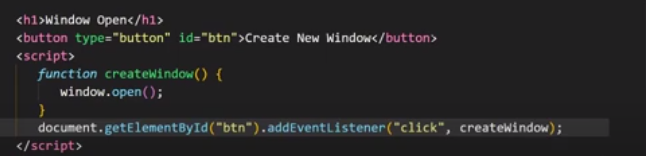 <h1>Window Open</h1>
<button type="button" id="btn">Create New Window</button>
<script>
function createWindow() {
window.open();
}
document.getElementById("btn").addEventListener("click", createWindow);
</script>